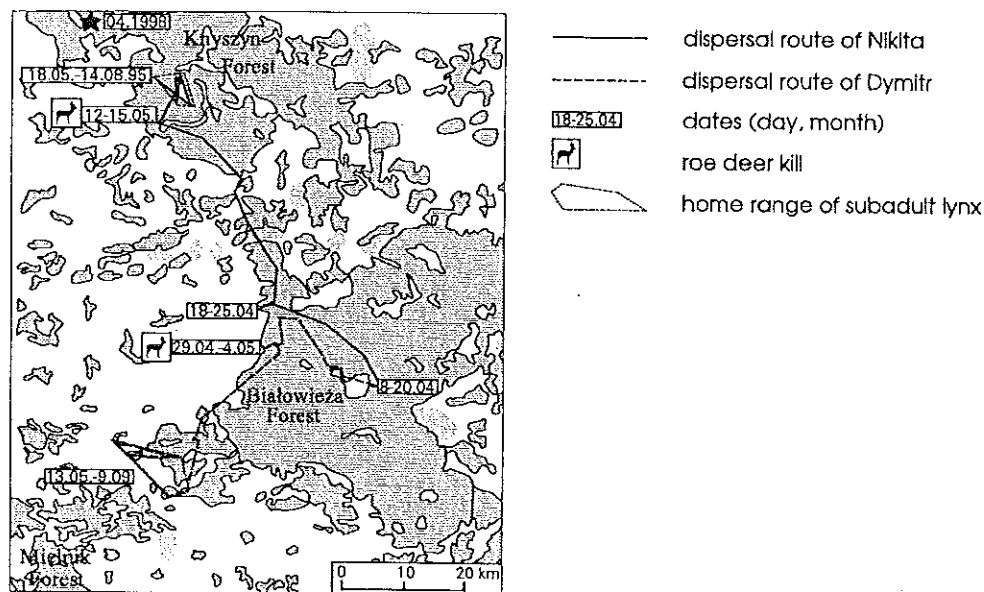 04.1998
Knyszyn
Forest
18.05.-14.08.95
12-15.05.
18-25.04
29.04.-4.05.
8-20.04
Białowieża
Forest
13.05.-9.09
Mielnik
Forest
0 10 20 km
dispersal route of Nikita
dispersal route of Dymitr
18-25.04
dates (day, month)
roe deer kill
home range of subadult lynx